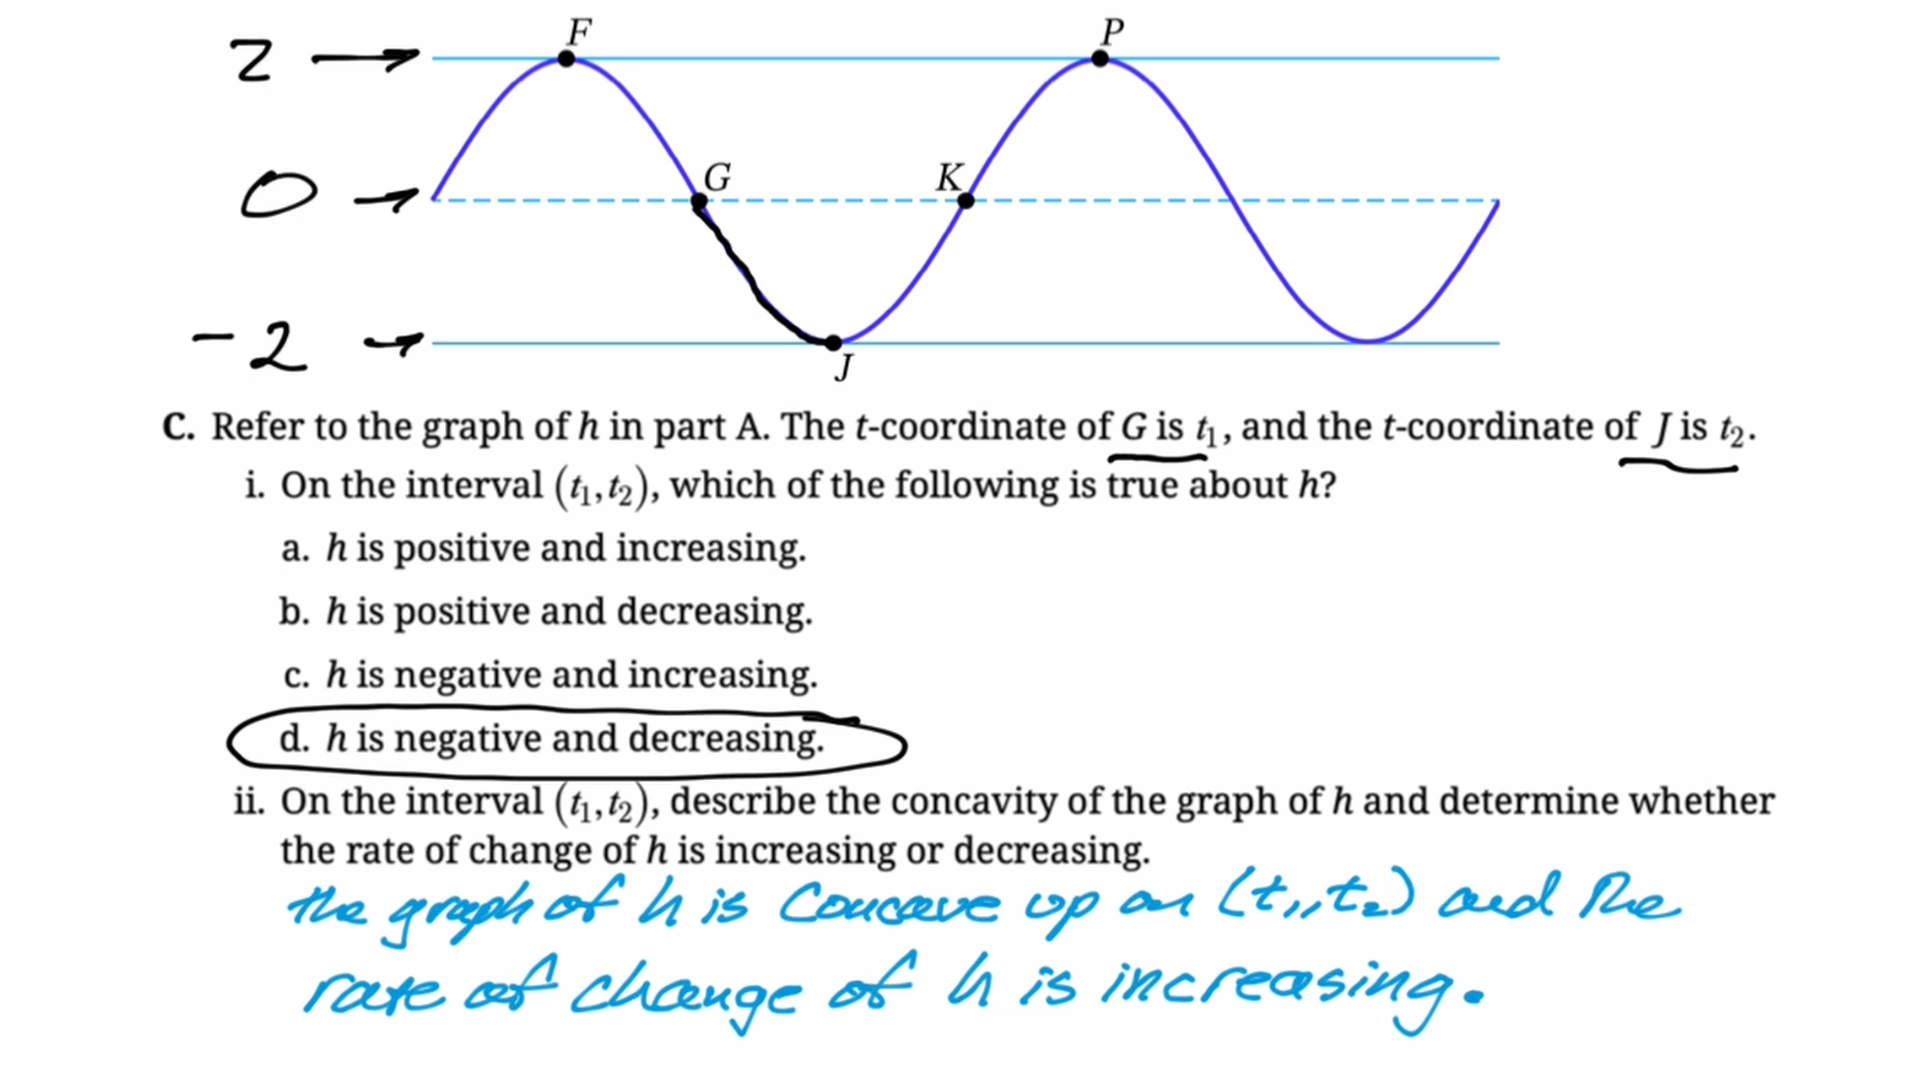 F
P
2
G
K
0
-2
J
C. Refer to the graph of h in part A. The t-coordinate of G is t₁, and the t-coordinate of J is t₂.
i. On the interval (t₁, t₂), which of the following is true about h?
a. h is positive and increasing.
b. h is positive and decreasing.
c. h is negative and increasing.
d. h is negative and decreasing.
ii. On the interval (t₁, t₂), describe the concavity of the graph of h and determine whether
the rate of change of h is increasing or decreasing.
the graph of h is Concave up on (t₁, t₂) and the
rate of change of h is increasing.